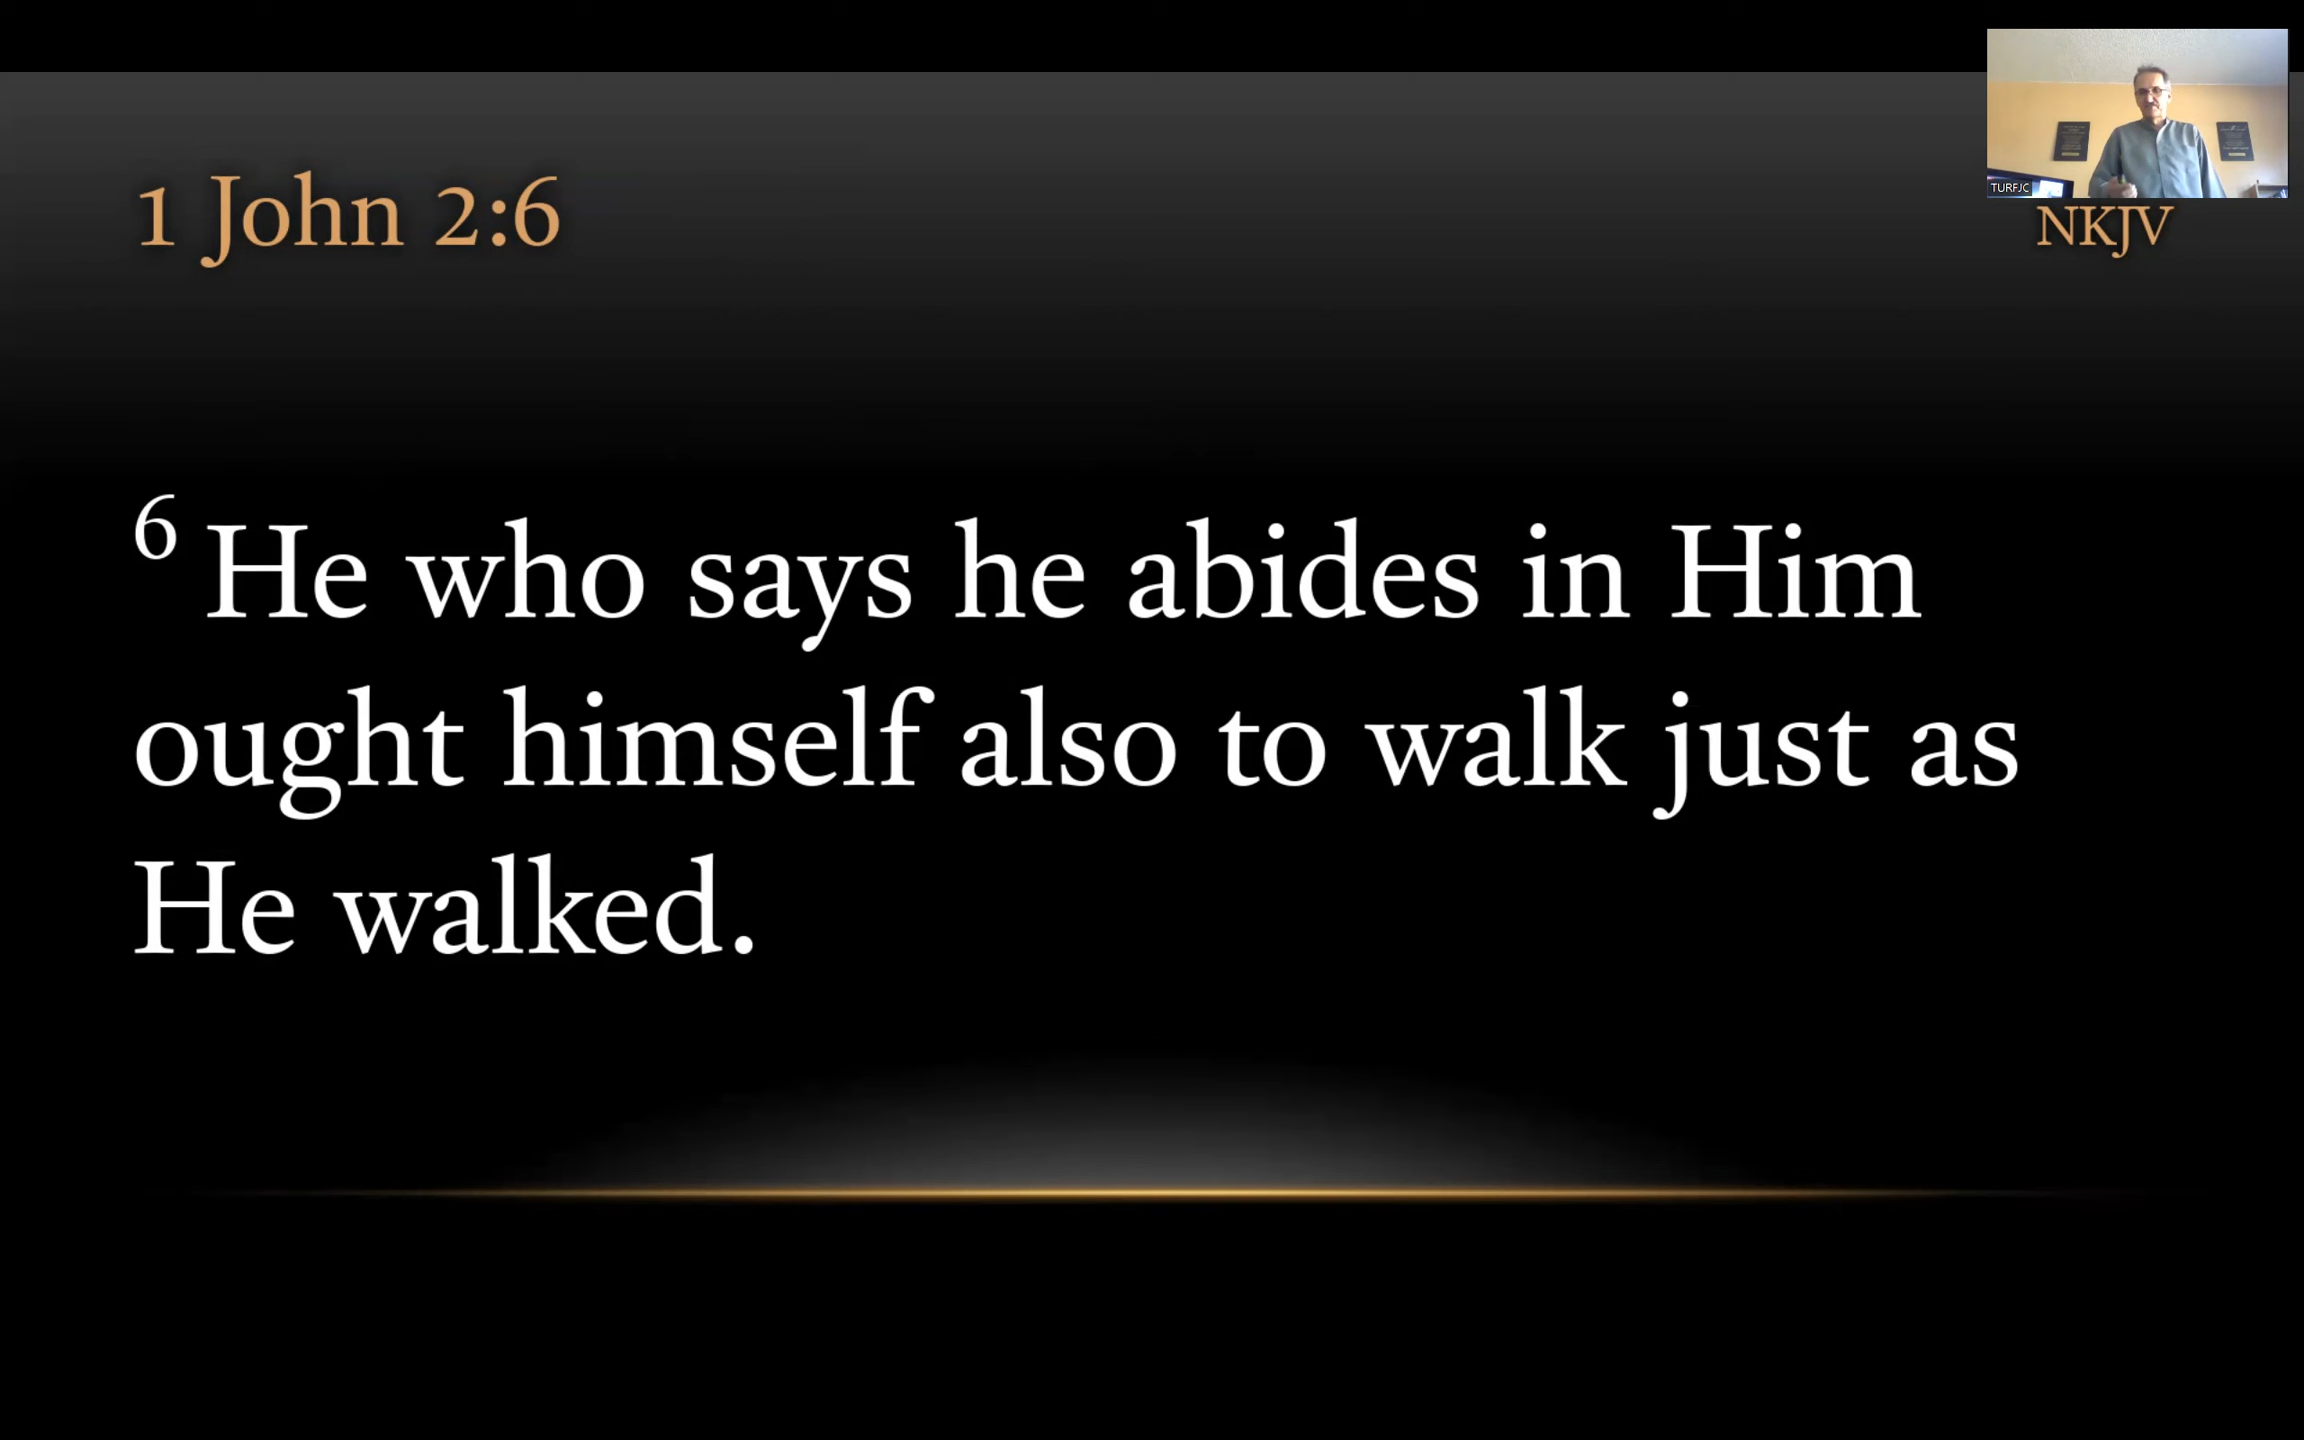 TURFJC
1 John 2:6
NKJV
6 He who says he abides in Him
ought himself also to walk just as
He walked.